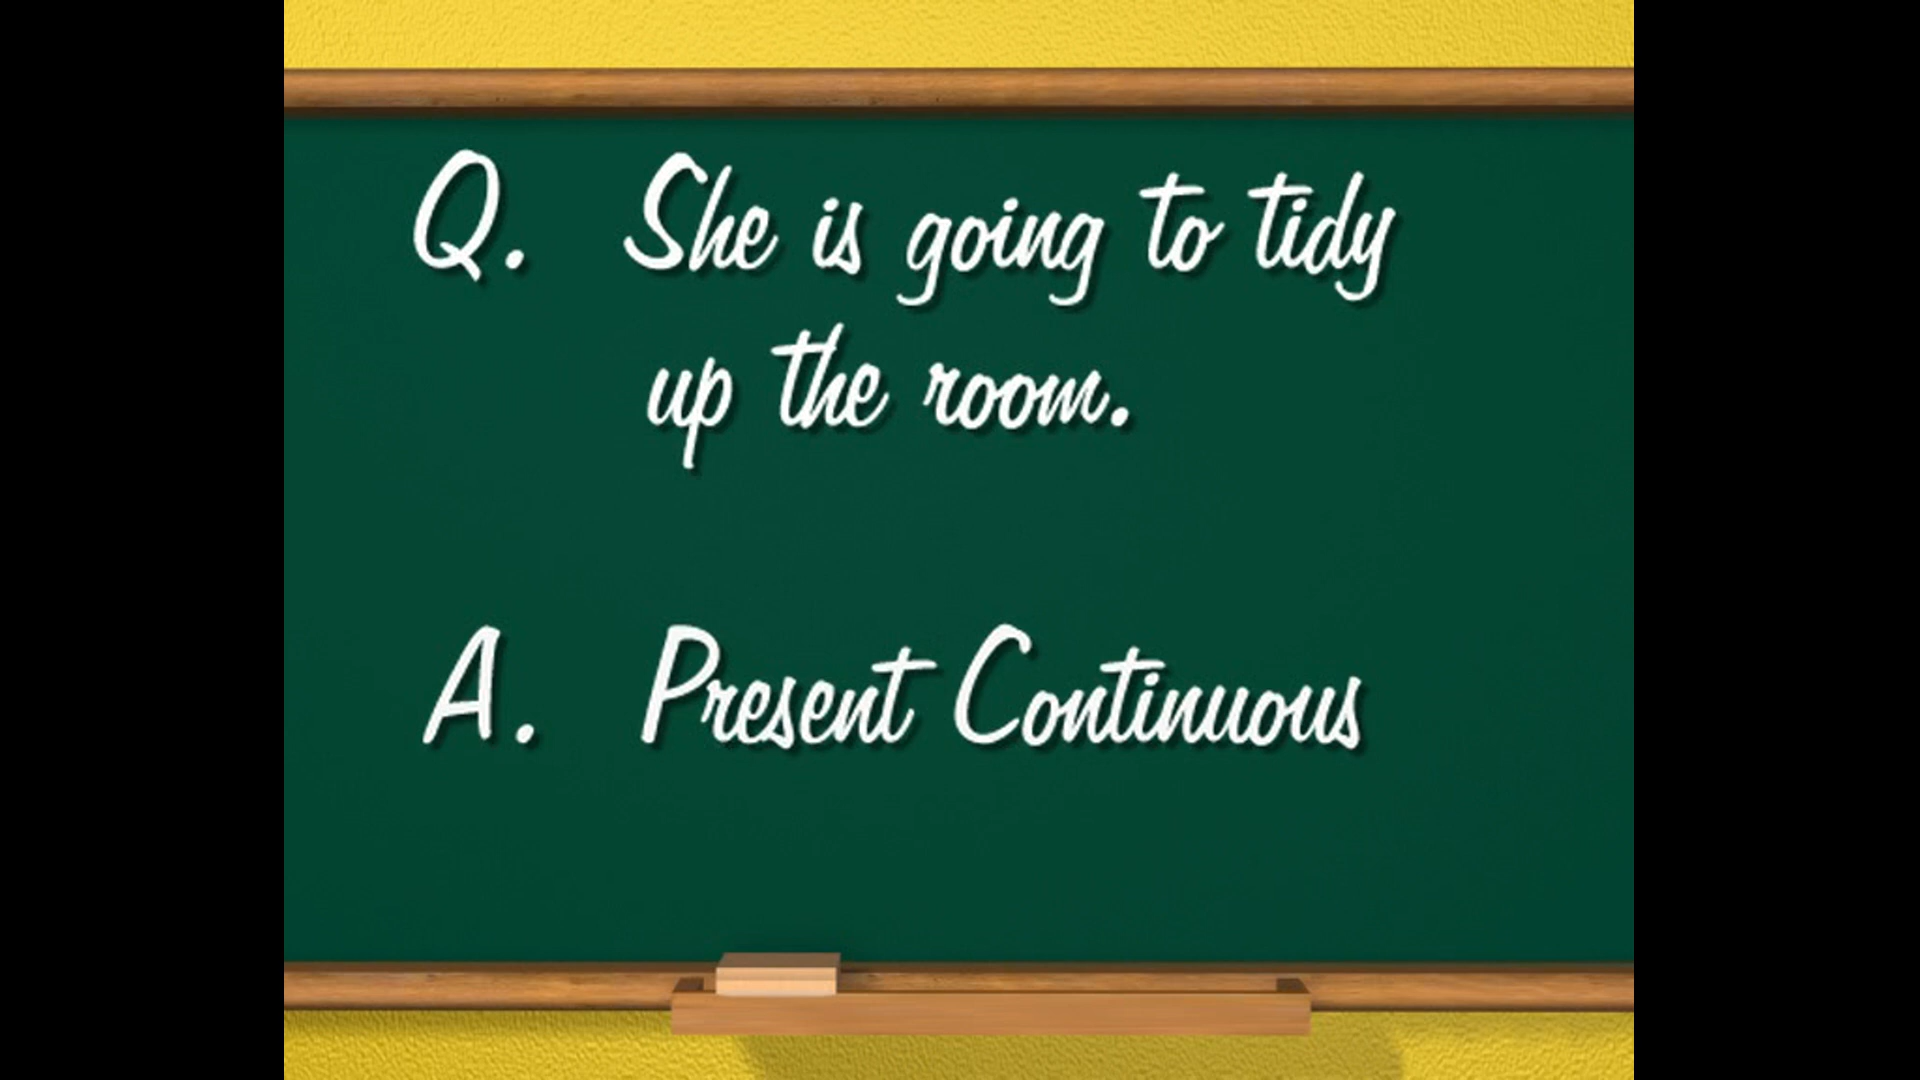 Q. She is going to tidy
up the room.
A. Present Continuous